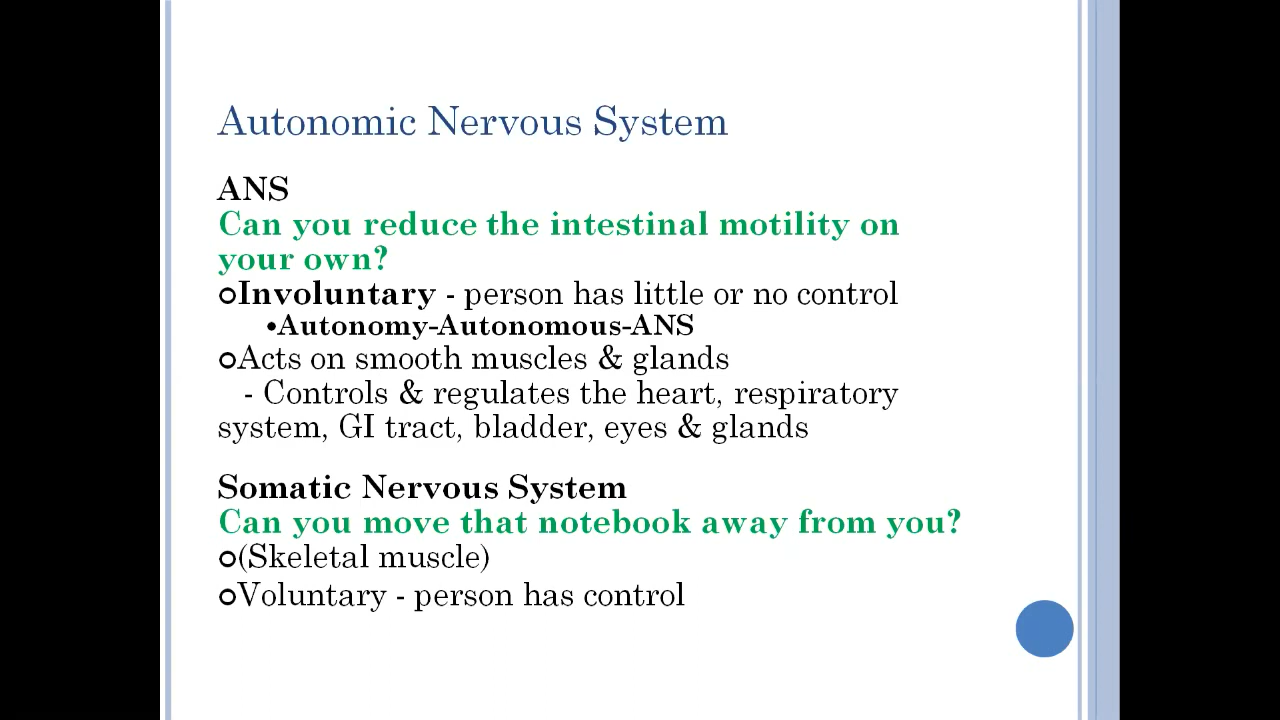 Autonomic Nervous System
ANS
Can you reduce the intestinal motility on
your own?
Involuntary - person has little or no control
•Autonomy-Autonomous-ANS
Acts on smooth muscles & glands
- Controls & regulates the heart, respiratory
system, GI tract, bladder, eyes & glands
Somatic Nervous System
Can you move that notebook away from you?
(Skeletal muscle)
Voluntary - person has control